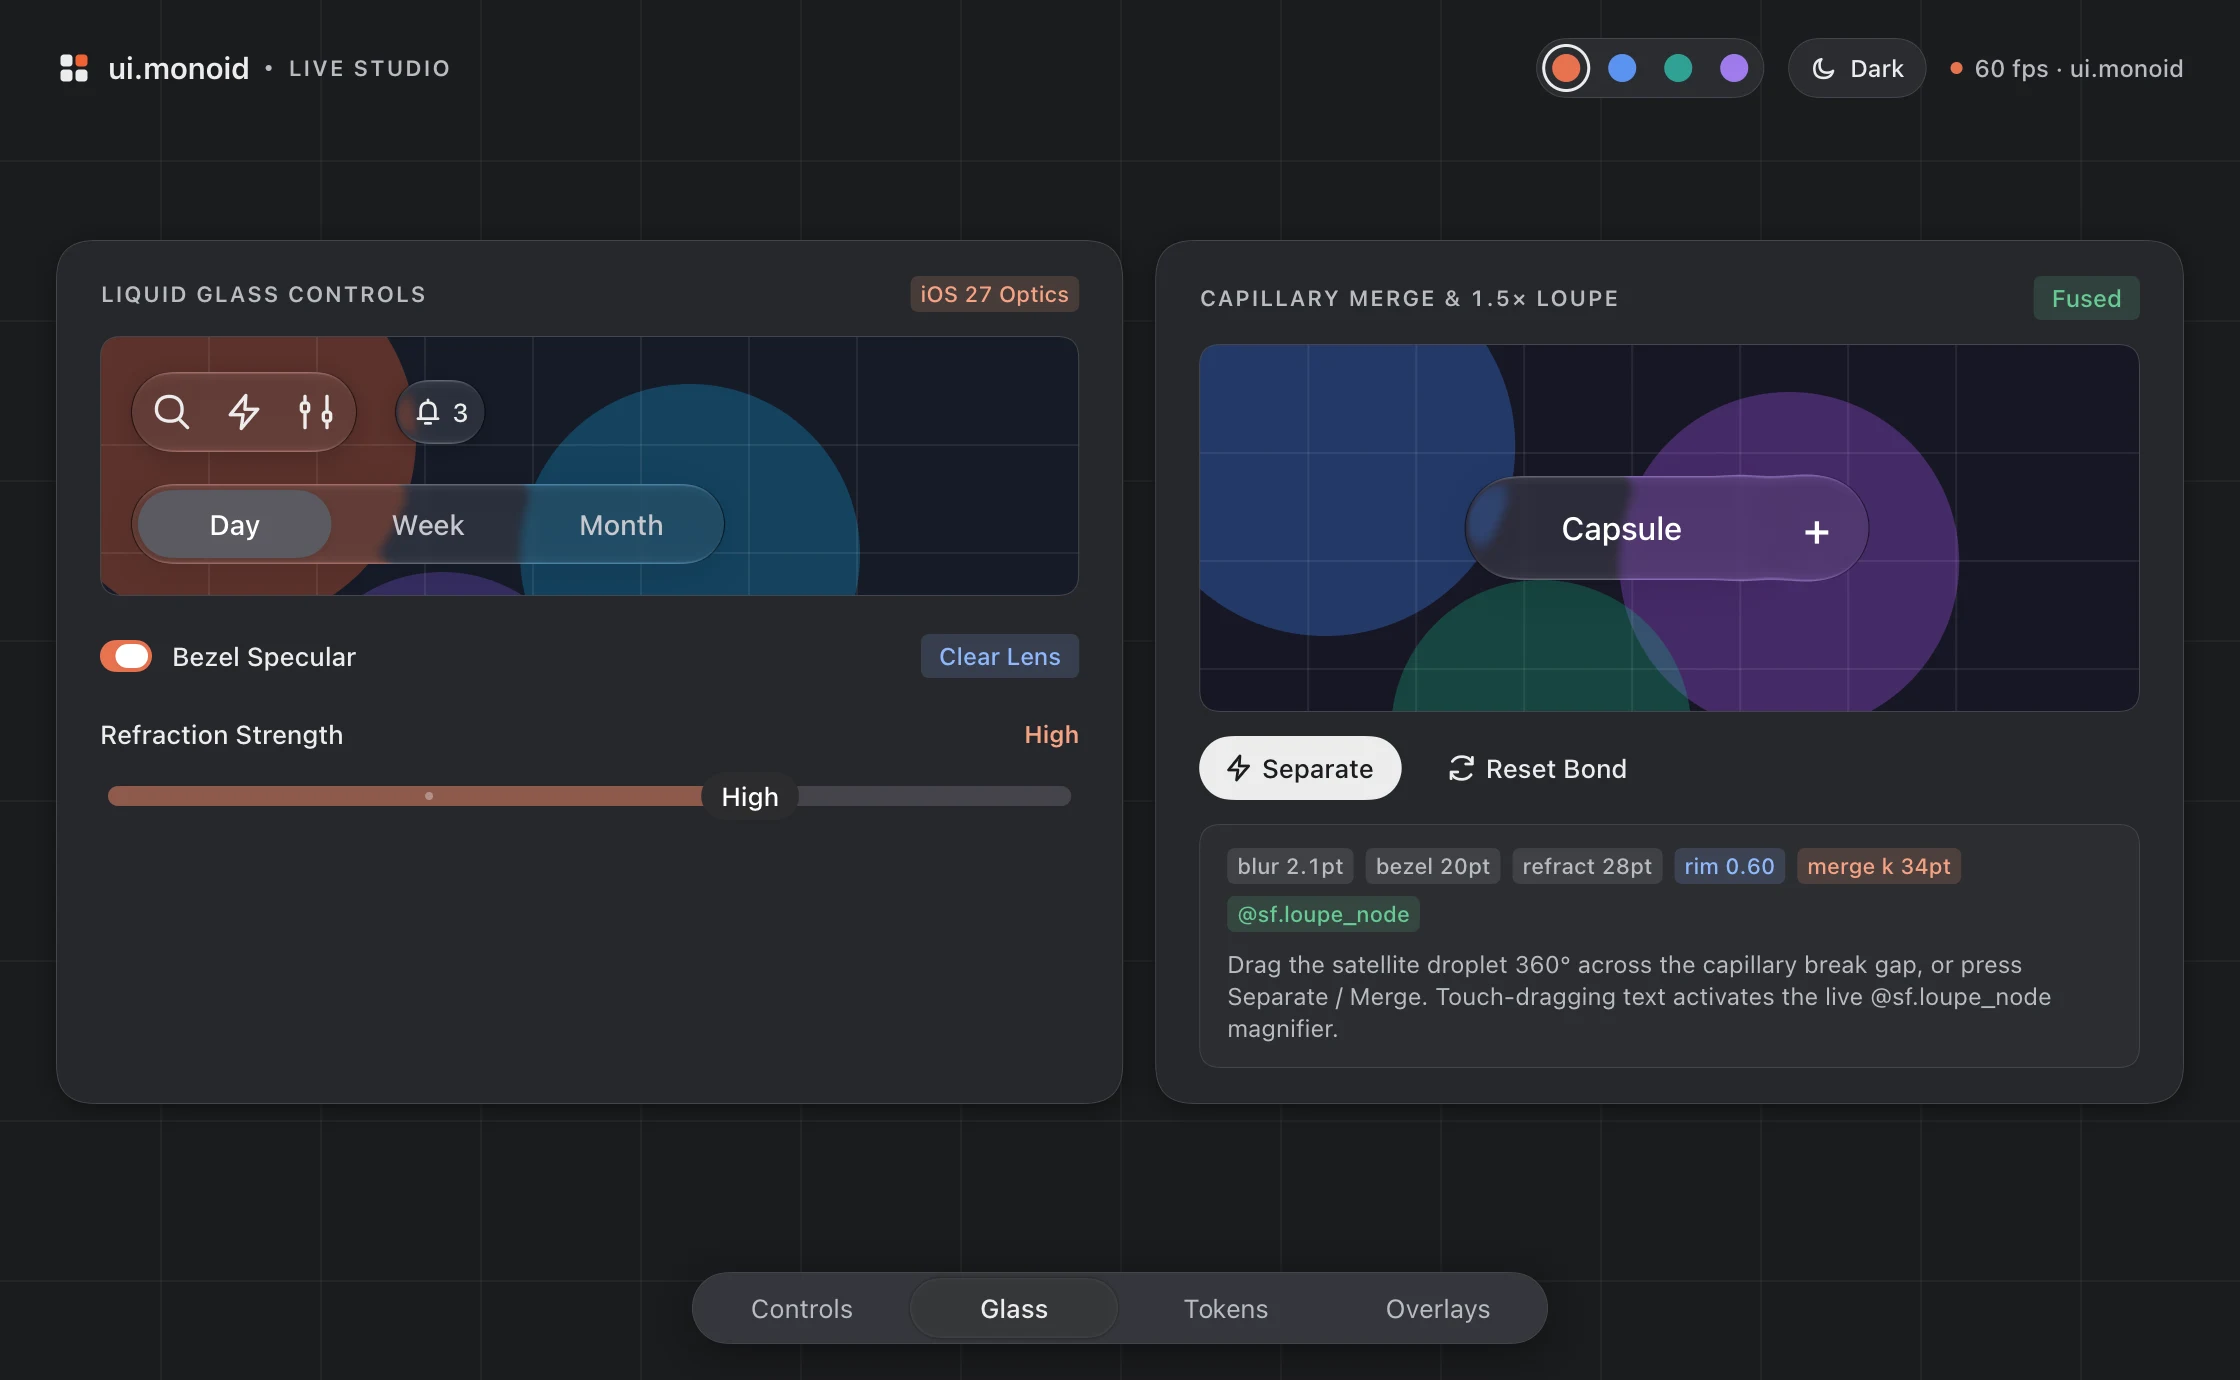 ui.monoid • LIVE STUDIO
Dark
60 fps · ui.monoid
LIQUID GLASS CONTROLS
iOS 27 Optics
3
Day Week Month
Bezel Specular
Clear Lens
Refraction Strength
High
High
CAPILLARY MERGE & 1.5× LOUPE
Fused
Capsule +
Separate
Reset Bond
blur 2.1pt bezel 20pt refract 28pt rim 0.60 merge k 34pt
@sf.loupe_node
Drag the satellite droplet 360° across the capillary break gap, or press
Separate / Merge. Touch-dragging text activates the live @sf.loupe_node
magnifier.
Controls Glass Tokens Overlays